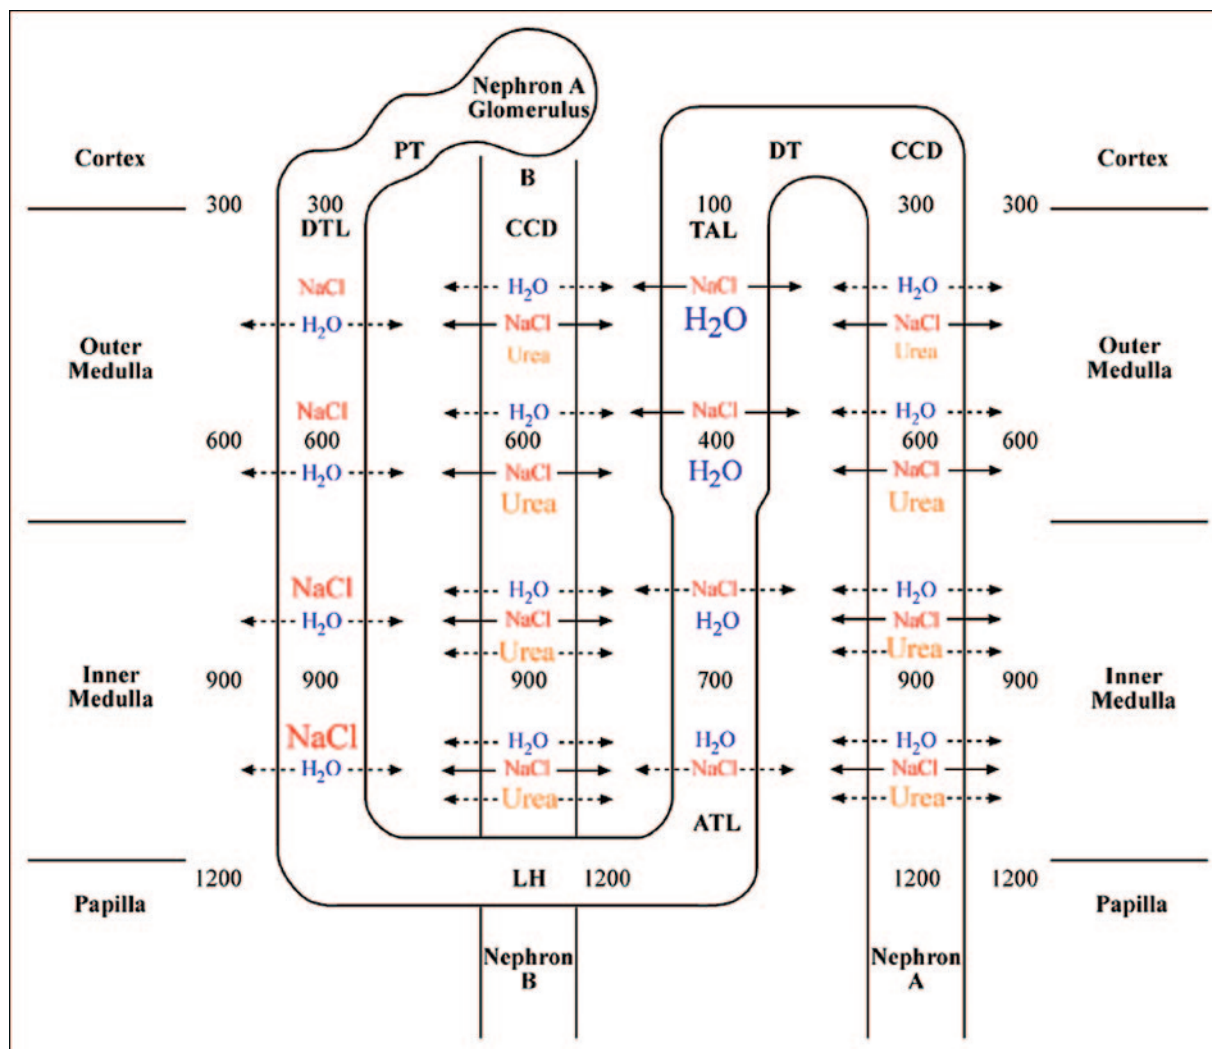 Nephron A
Glomerulus
Cortex
PT
B
DT
CCD
Cortex
300
300
100
300
300
DTL
CCD
TAL
NaCl
H2O
NaCl
H2O
H2O
NaCl
H2O
NaCl
Outer
Medulla
Urea
Urea
Outer
Medulla
NaCl
H2O
NaCl
H2O
600
600
600
400
600
600
H2O
NaCl
H2O
NaCl
Urea
Urea
NaCl
H2O
NaCl
H2O
H2O
NaCl
H2O
NaCl
Urea
Urea
Inner
Medulla
900
900
900
700
900
900
Inner
Medulla
NaCl
H2O
H2O
H2O
H2O
NaCl
NaCl
NaCl
Urea
Urea
ATL
1200
LH
1200
1200
1200
Papilla
Papilla
Nephron
B
Nephron
A